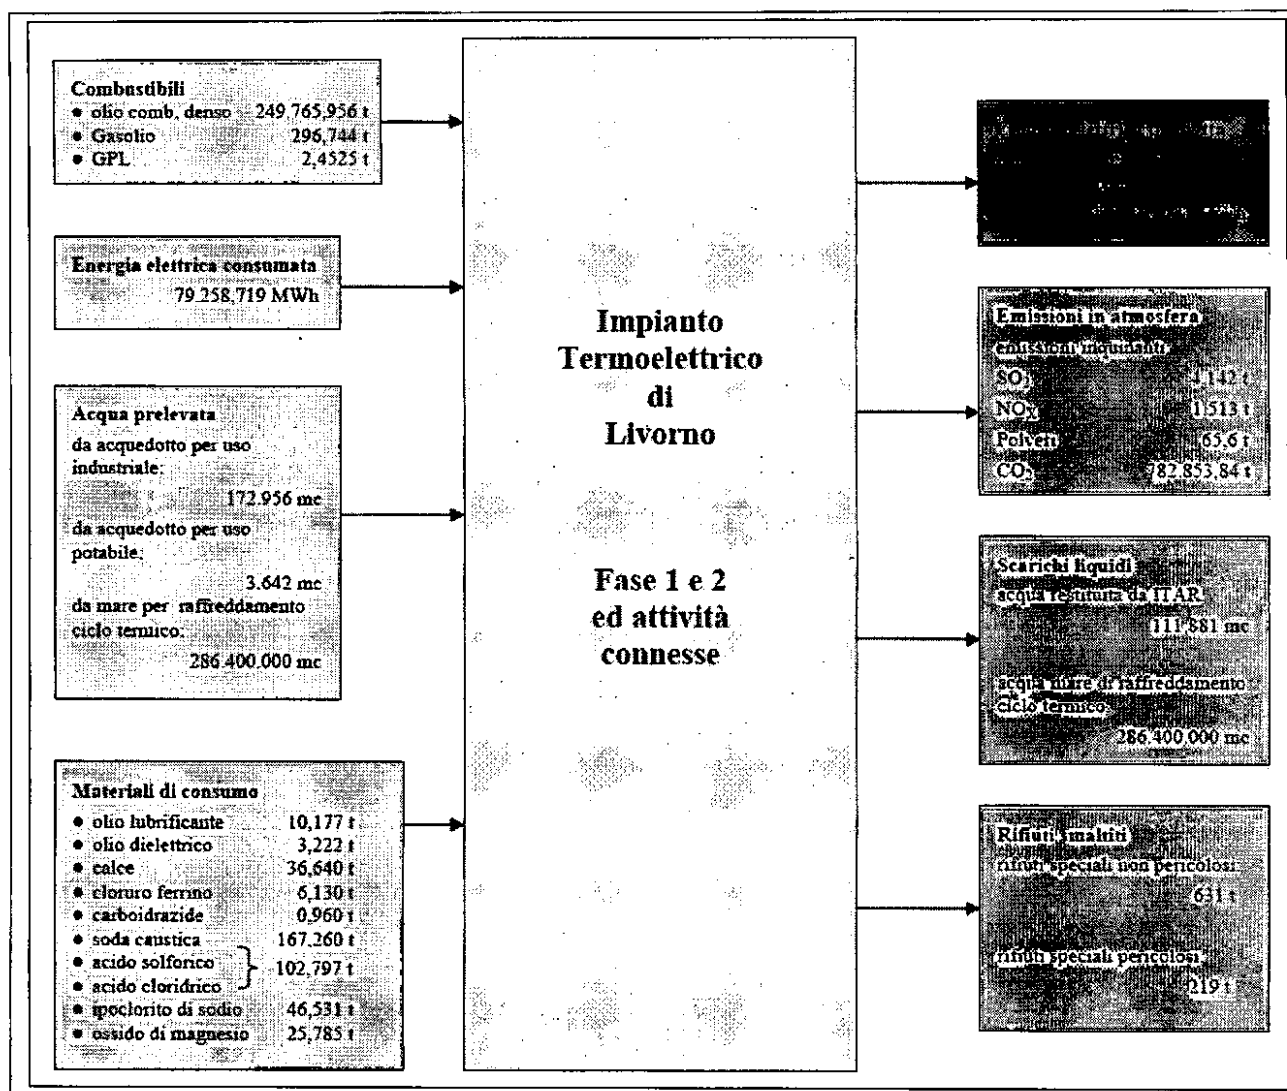 Combustibili
• olio comb. denso 249.765,956 t
• Gasolio 296,744 t
• GPL 2,4525 t
Energia elettrica consumata
79.258,719 MWh
Acqua prelevata
da acquedotto per uso
industriale:
172.956 mc
da acquedotto per uso
potabile:
3.642 mc
da mare per raffreddamento
ciclo termico:
286.400.000 mc
Materiali di consumo
• olio lubrificante 10,177 t
• olio dielettrico 3,222 t
• calce 36,640 t
• cloruro ferrino 6,130 t
• carboidrazide 0,960 t
• soda caustica 167,260 t
• acido solforico
102,797 t
• acido cloridrico
• ipoclorito di sodio 46,531 t
• ossido di magnesio 25,785 t
Impianto
Termoelettrico
di
Livorno
Fase 1 e 2
ed attività
connesse
Emissioni in atmosfera
emissioni inquinanti
SO2 4.142 t
NOX 1.513 t
Polveri 65,6 t
CO2 782.853,84 t
Scarichi liquidi
acqua restituita da ITAR:
111.881 mc
acqua mare di raffreddamento
ciclo termico
286.400.000 mc
Rifiuti smaltiti
rifiuti speciali non pericolosi:
631 t
rifiuti speciali pericolosi:
219 t